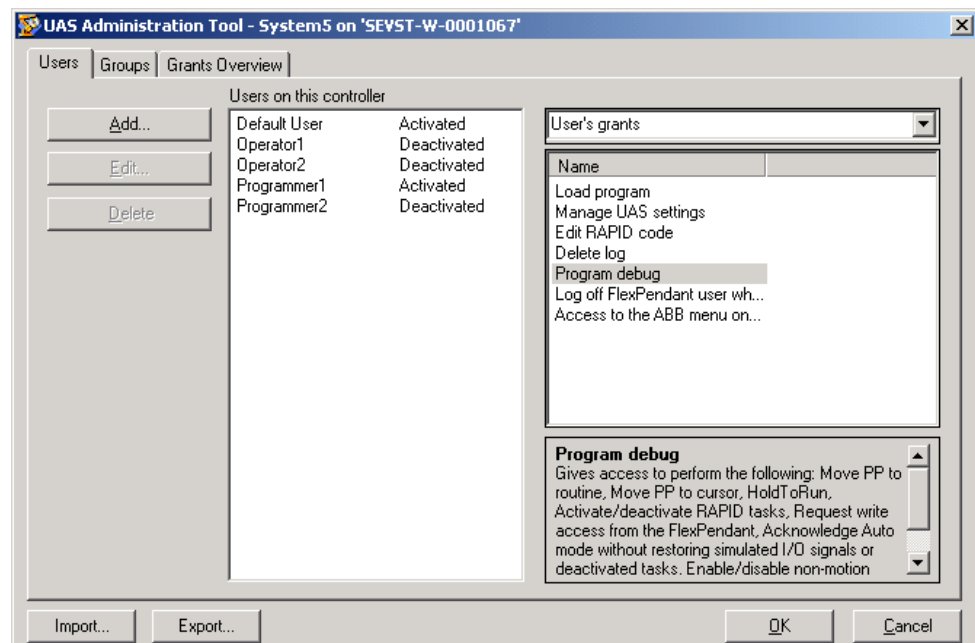 UAS Administration Tool - System5 on 'SEVST-W-0001067'
Users Groups Grants Overview
Users on this controller
Add...
Edit...
Delete
Default User Activated
Operator1 Deactivated
Operator2 Deactivated
Programmer1 Activated
Programmer2 Deactivated
User's grants
Name
Load program
Manage UAS settings
Edit RAPID code
Delete log
Program debug
Log off FlexPendant user wh...
Access to the ABB menu on...
Program debug
Gives access to perform the following: Move PP to
routine, Move PP to cursor, HoldToRun,
Activate/deactivate RAPID tasks, Request write
access from the FlexPendant, Acknowledge Auto
mode without restoring simulated I/O signals or
deactivated tasks. Enable/disable non-motion
Import... Export... OK Cancel